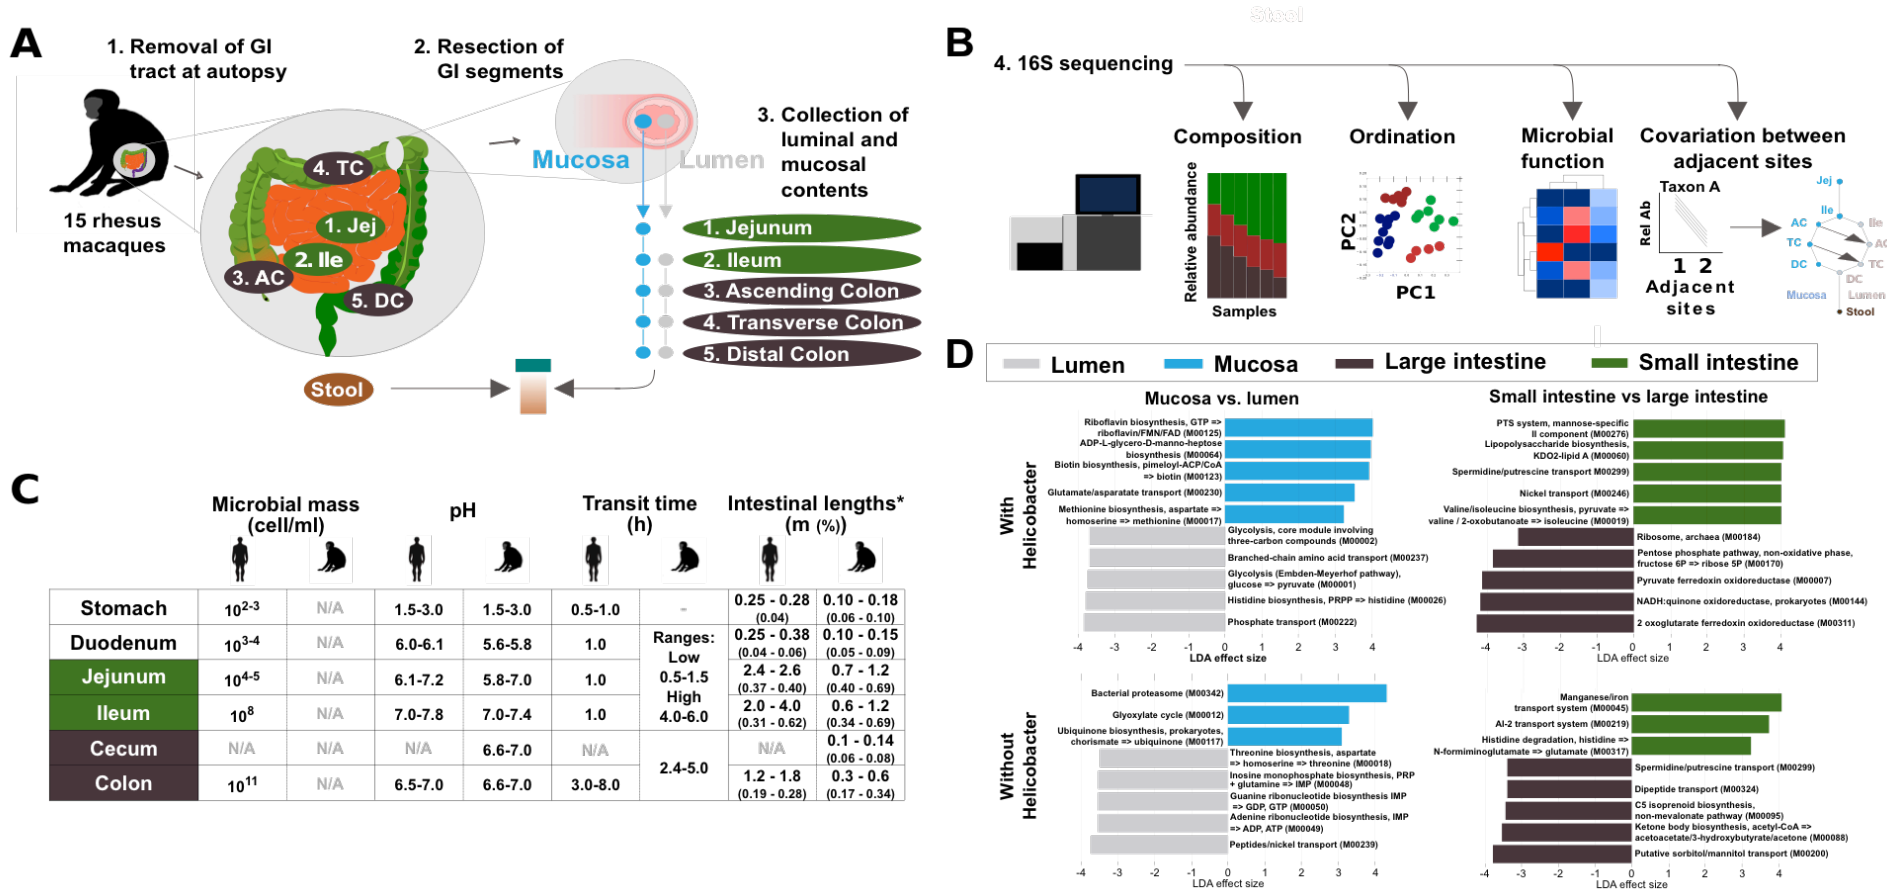 Stool
A
1. Removal of GI
tract at autopsy
2. Resection of
GI segments
3. Collection of
luminal and
mucosal
contents
Mucosa
Lumen
15 rhesus
macaques
4. TC
1. Jej
2. Ile
3. AC
5. DC
1. Jejunum
2. Ileum
3. Ascending Colon
4. Transverse Colon
5. Distal Colon
Stool
B
4. 16S sequencing
Composition
Ordination
Microbial
function
Covariation between
adjacent sites
Relative abundance
Samples
PC2
PC1
Taxon A
Rel Ab
1 2
Adjacent
sites
Jej
Ile
AC
TC
DC
Ile
AC
TC
DC
Mucosa
Lumen
Stool
C
Microbial mass
(cell/ml)
pH
Transit time
(h)
Intestinal lengths*
(m (%))
Stomach 102-3 N/A 1.5-3.0 1.5-3.0 0.5-1.0 - 0.25 - 0.28 (0.04) 0.10 - 0.18 (0.06 - 0.10)
Duodenum 103-4 N/A 6.0-6.1 5.6-5.8 1.0 0.25 - 0.38 (0.04 - 0.06) 0.10 - 0.15 (0.05 - 0.09)
Jejunum 104-5 N/A 6.1-7.2 5.8-7.0 1.0 2.4 - 2.6 (0.37 - 0.40) 0.7 - 1.2 (0.40 - 0.69)
Ileum 108 N/A 7.0-7.8 7.0-7.4 1.0 2.0 - 4.0 (0.31 - 0.62) 0.6 - 1.2 (0.34 - 0.69)
Ranges:
Low
0.5-1.5
High
4.0-6.0
Cecum N/A N/A N/A 6.6-7.0 N/A N/A 0.1 - 0.14 (0.06 - 0.08)
Colon 1011 N/A 6.5-7.0 6.6-7.0 3.0-8.0 1.2 - 1.8 (0.19 - 0.28) 0.3 - 0.6 (0.17 - 0.34)
2.4-5.0
D
Lumen Mucosa Large intestine Small intestine
Mucosa vs. lumen
With
Helicobacter
Riboflavin biosynthesis, GTP =>
riboflavin/FMN/FAD (M00125)
ADP-L-glycero-D-manno-heptose
biosynthesis (M00064)
Biotin biosynthesis, pimeloyl-ACP/CoA
=> biotin (M00123)
Glutamate/asparatate transport (M00230)
Methionine biosynthesis, aspartate =>
homoserine => methionine (M00017)
Glycolysis, core module involving
three-carbon compounds (M00002)
Branched-chain amino acid transport (M00237)
Glycolysis (Embden-Meyerhof pathway),
glucose => pyruvate (M00001)
Histidine biosynthesis, PRPP => histidine (M00026)
Phosphate transport (M00222)
-4 -3 -2 -1 0 1 2 3 4
LDA effect size
Small intestine vs large intestine
PTS system, mannose-specific
II component (M00276)
Lipopolysaccharide biosynthesis,
KDO2-lipid A (M00060)
Spermidine/putrescine transport M00299)
Nickel transport (M00246)
Valine/isoleucine biosynthesis, pyruvate =>
valine / 2-oxobutanoate => isoleucine (M00019)
Ribosome, archaea (M00184)
Pentose phosphate pathway, non-oxidative phase,
fructose 6P => ribose 5P (M00170)
Pyruvate ferredoxin oxidoreductase (M00007)
NADH:quinone oxidoreductase, prokaryotes (M00144)
2 oxoglutarate ferredoxin oxidoreductase (M00311)
-4 -3 -2 -1 0 1 2 3 4
LDA effect size
Without
Helicobacter
Bacterial proteasome (M00342)
Glyoxylate cycle (M00012)
Ubiquinone biosynthesis, prokaryotes,
chorismate => ubiquinone (M00117)
Threonine biosynthesis, aspartate
=> homoserine => threonine (M00018)
Inosine monophosphate biosynthesis, PRP
+ glutamine => IMP (M00048)
Guanine ribonucleotide biosynthesis IMP
=> GDP, GTP (M00050)
Adenine ribonucleotide biosynthesis, IMP
=> ADP, ATP (M00049)
Peptides/nickel transport (M00239)
-4 -3 -2 -1 0 1 2 3 4
LDA effect size
Manganese/iron
transport system (M00045)
AI-2 transport system (M00219)
Histidine degradation, histidine =>
N-formiminoglutamate => glutamate (M00317)
Spermidine/putrescine transport (M00299)
Dipeptide transport (M00324)
C5 isoprenoid biosynthesis,
non-mevalonate pathway (M00095)
Ketone body biosynthesis, acetyl-CoA =>
acetoacetate/3-hydroxybutyrate/acetone (M00088)
Putative sorbitol/mannitol transport (M00200)
-4 -3 -2 -1 0 1 2 3 4
LDA effect size